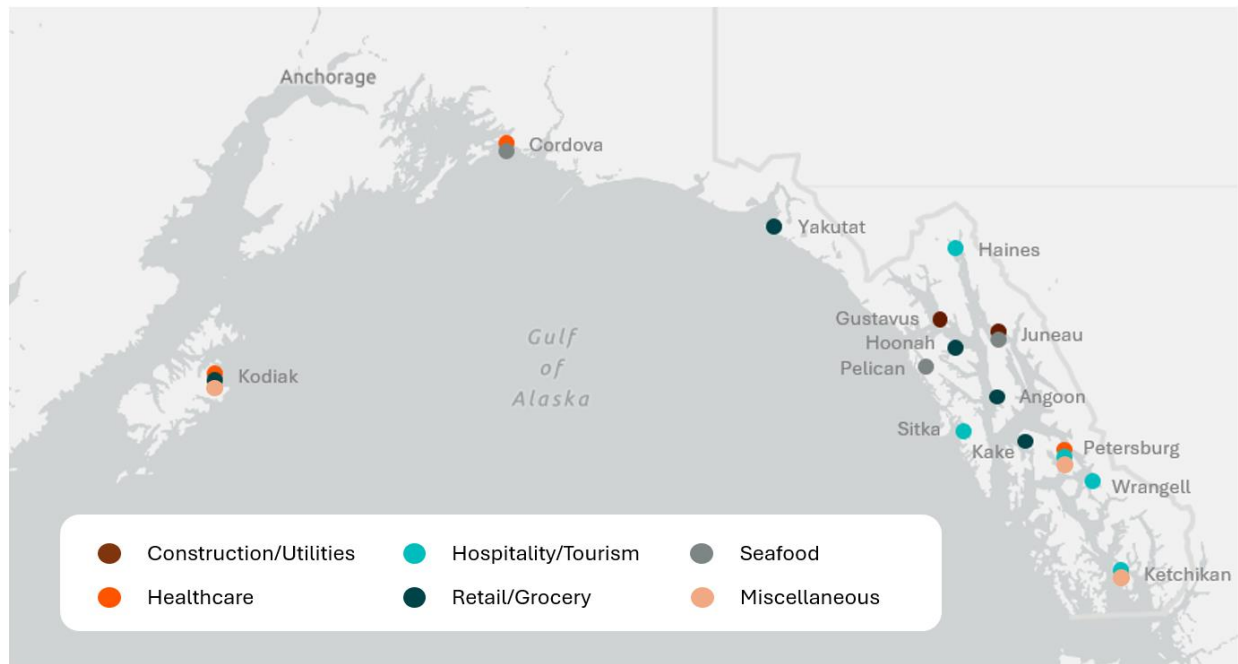 Anchorage
Cordova
Yakutat
Haines
Gustavus
Juneau
Hoonah
Pelican
Gulf
of
Alaska
Kodiak
Angoon
Sitka
Kake
Petersburg
Wrangell
Ketchikan
Construction/Utilities
Hospitality/Tourism
Seafood
Healthcare
Retail/Grocery
Miscellaneous